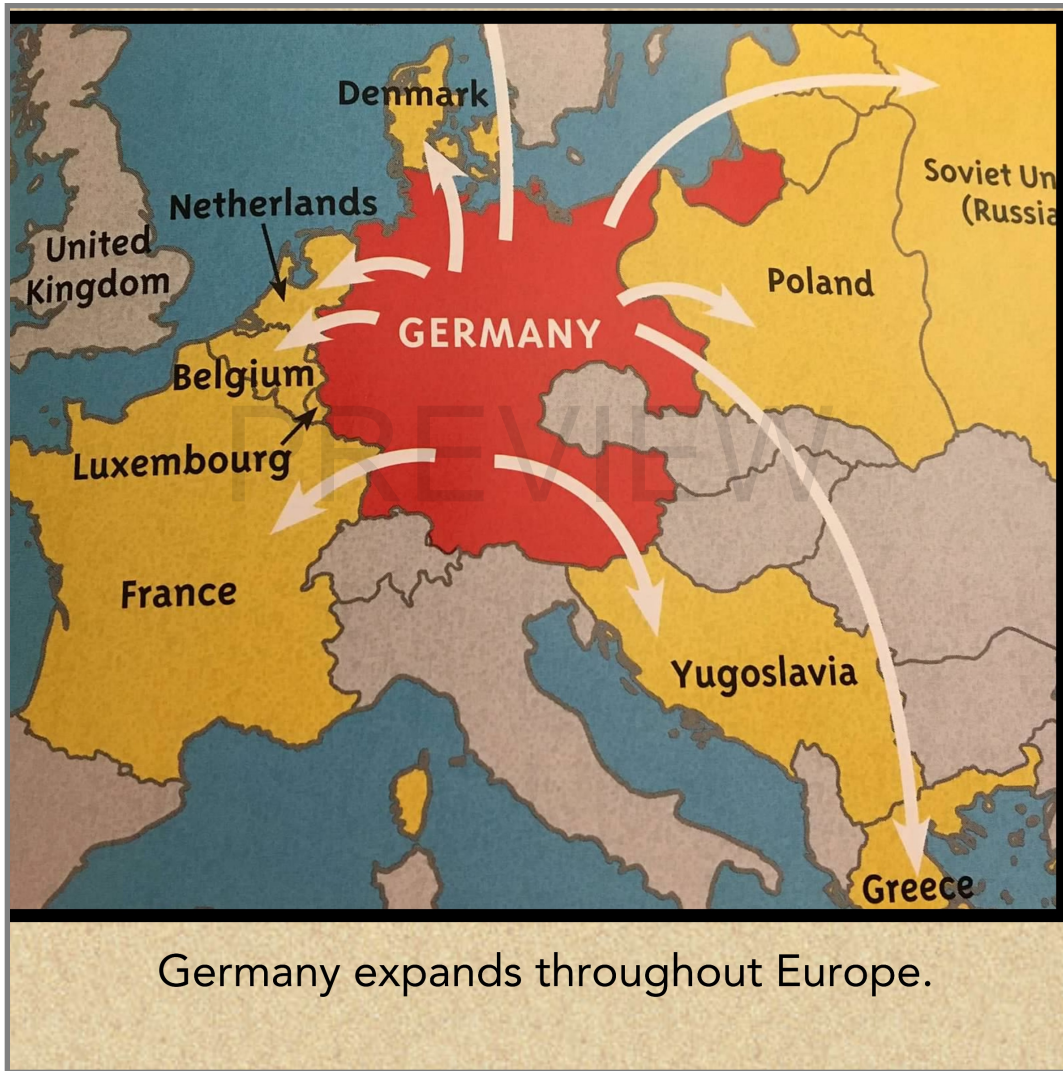 Denmark
Netherlands
United
Kingdom
Soviet Un
(Russia
Poland
GERMANY
Belgium
PREVIEW
Luxembourg
France
Yugoslavia
Greece
Germany expands throughout Europe.